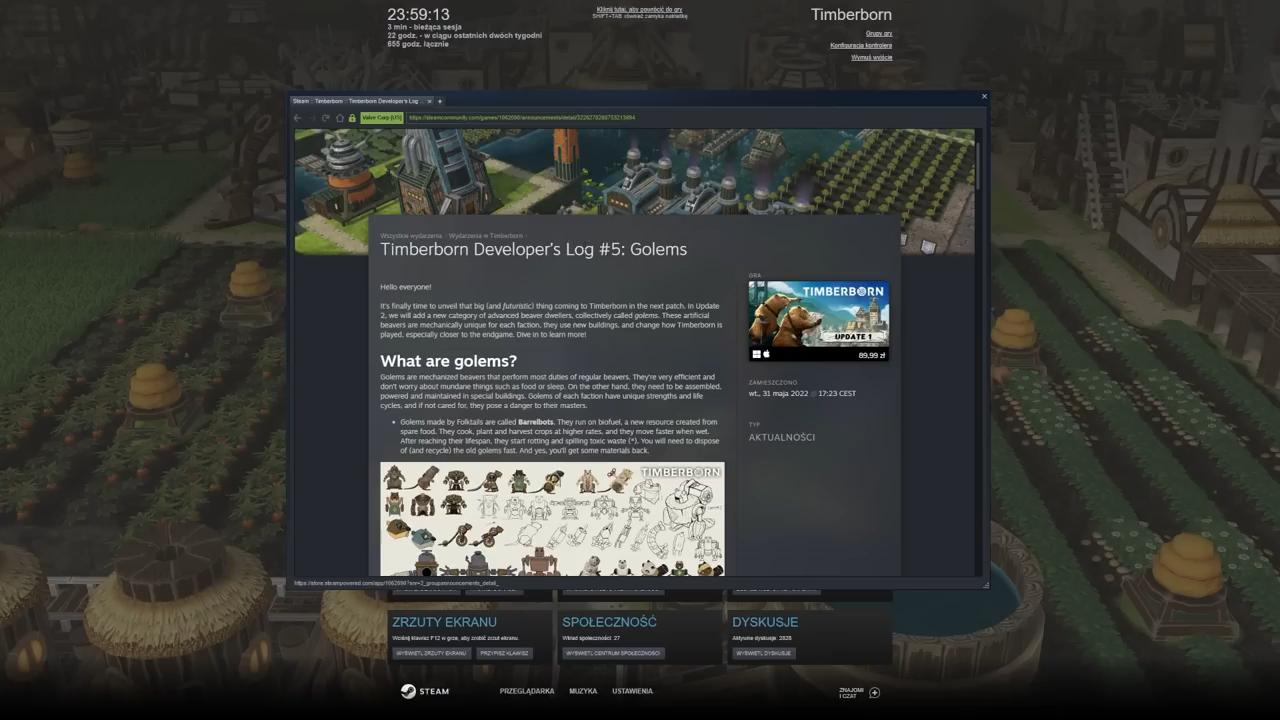 23:59:13
3 min - bieżąca sesja
22 godz. - w ciągu ostatnich dwóch tygodni
655 godz. łącznie
Kliknij tutaj, aby powrócić do gry
SHIFT+TAB również zamyka nakładkę
Timberborn
Grupy gry
Konfiguracja kontrolera
Wymuś wyjście
Steam :: Timberborn :: Timberborn Developer's Log ...
Valve Corp [US]
Wszystkie wydarzenia > Wydarzenia w Timberborn >
Timberborn Developer's Log #5: Golems
Hello everyone!
It's finally time to unveil that big (and futuristic) thing coming to Timberborn in the next patch. In Update
2, we will add a new category of advanced beaver dwellers, collectively called golems. These artificial
beavers are mechanically unique for each faction, they use new buildings, and change how Timberborn is
played, especially closer to the endgame. Dive in to learn more!
What are golems?
Golems are mechanized beavers that perform most duties of regular beavers. They're very efficient and
don't worry about mundane things such as food or sleep. On the other hand, they need to be assembled,
powered and maintained in special buildings. Golems of each faction have unique strengths and life
cycles, and if not cared for, they pose a danger to their masters.
• Golems made by Folktails are called Barrelbots. They run on biofuel, a new resource created from
spare food. They cook, plant and harvest crops at higher rates, and they move faster when wet.
After reaching their lifespan, they start rotting and spilling toxic waste (*). You will need to dispose
of (and recycle) the old golems fast. And yes, you'll get some materials back.
TIMBERBORN
GRA
TIMBERBORN
UPDATE 1
89,99 zł
ZAMIESZCZONO
wt., 31 maja 2022 @ 17:23 CEST
TYP
AKTUALNOŚCI
ZRZUTY EKRANU
Wciśnij klawisz F12 w grze, aby zrobić zrzut ekranu.
WYŚWIETL ZRZUTY EKRANU
PRZYPISZ KLAWISZ
SPOŁECZNOŚĆ
Wkład społeczności: 27
WYŚWIETL CENTRUM SPOŁECZNOŚCI
DYSKUSJE
Aktywne dyskusje: 2828
WYŚWIETL DYSKUSJE
STEAM
PRZEGLĄDARKA
MUZYKA
USTAWIENIA
ZNAJOMI
I CZAT